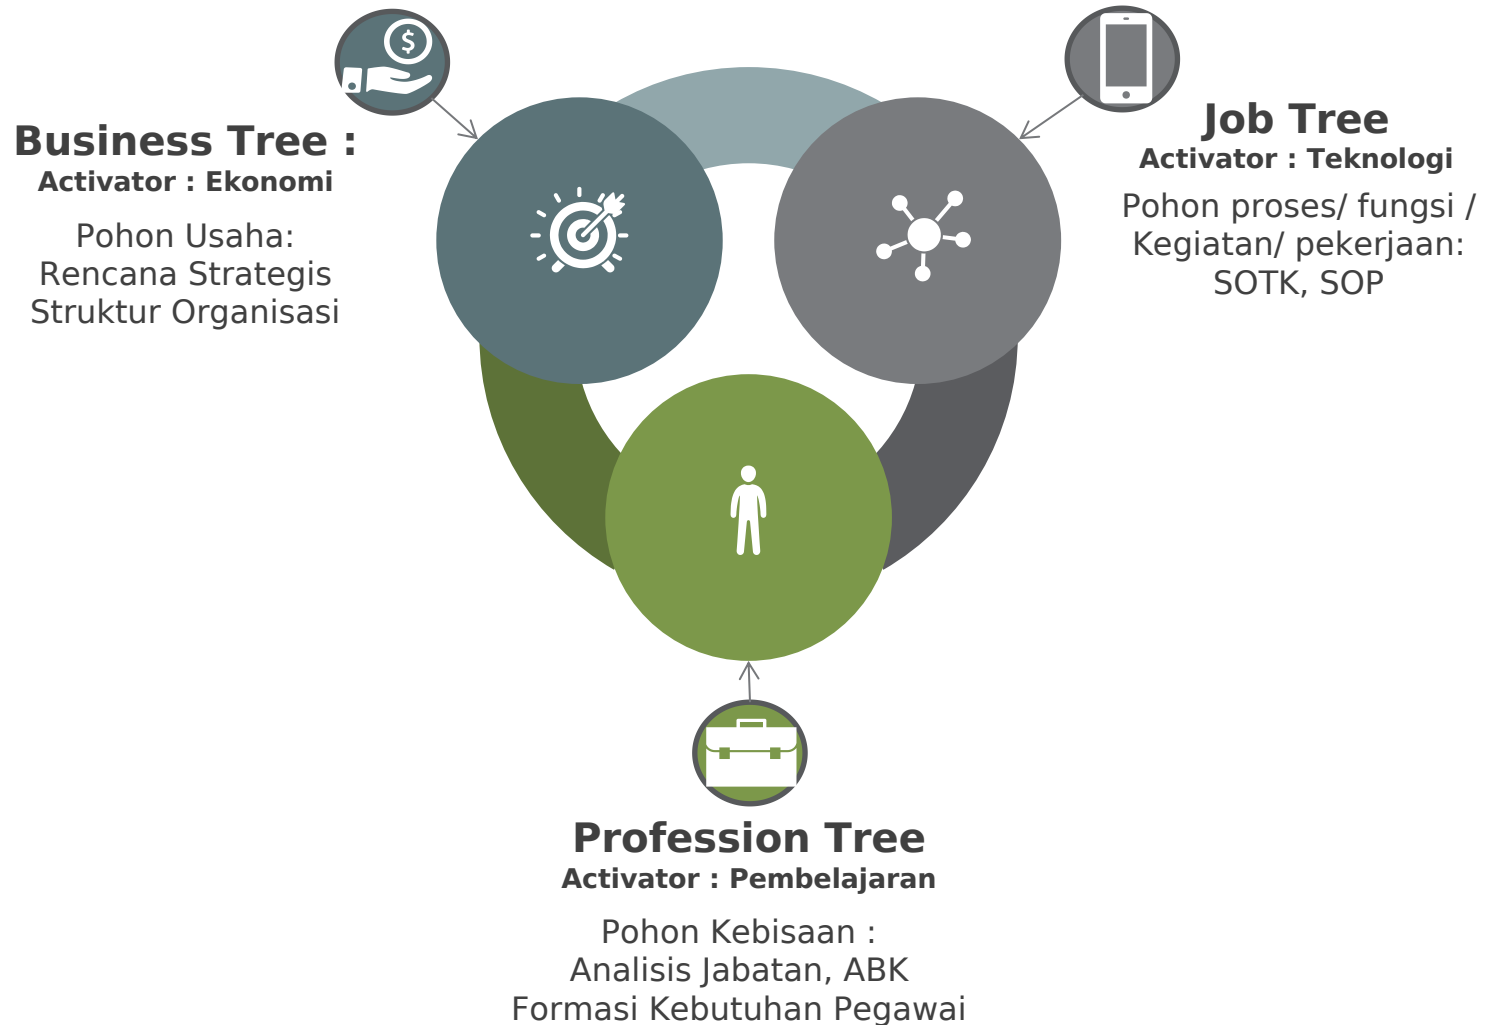 Business Tree :
Activator : Ekonomi
Pohon Usaha:
Rencana Strategis
Struktur Organisasi
Job Tree
Activator : Teknologi
Pohon proses/ fungsi /
Kegiatan/ pekerjaan:
SOTK, SOP
$
Profession Tree
Activator : Pembelajaran
Pohon Kebisaan :
Analisis Jabatan, ABK
Formasi Kebutuhan Pegawai